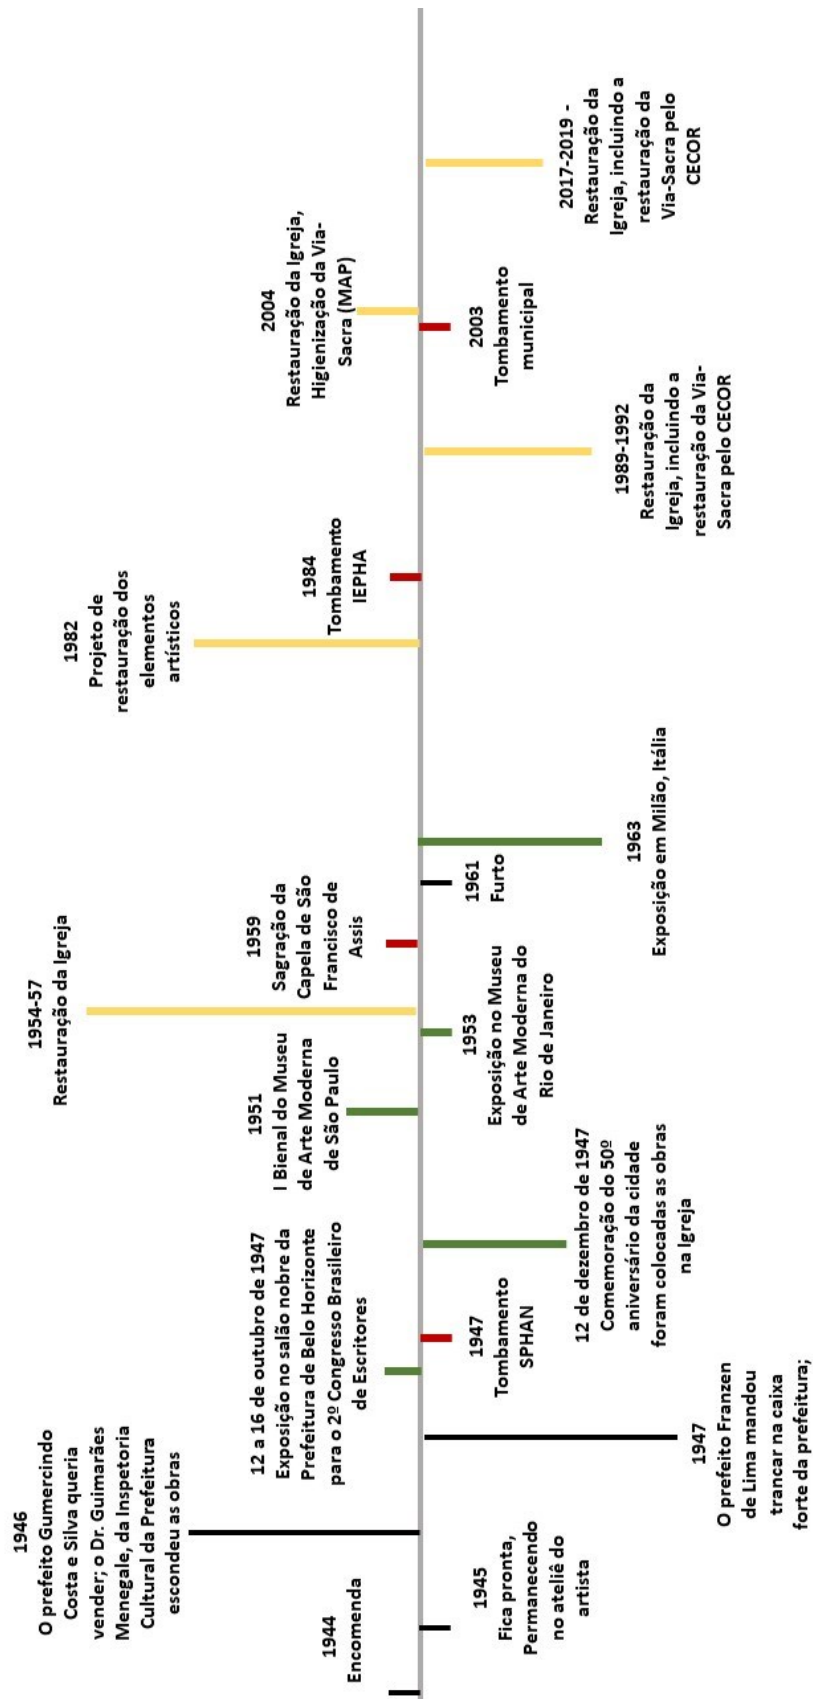 1944
Encomenda
1945
Fica pronta,
Permanecendo
no ateliê do
artista
1946
O prefeito Gumercindo
Costa e Silva queria
vender; o Dr. Guimarães
Menegale, da Inspetoria
Cultural da Prefeitura
escondeu as obras
1947
O prefeito Franzen
de Lima mandou
trancar na caixa
forte da prefeitura;
12 a 16 de outubro de 1947
Exposição no salão nobre da
Prefeitura de Belo Horizonte
para o 2º Congresso Brasileiro
de Escritores
1947
Tombamento
SPHAN
12 de dezembro de 1947
Comemoração do 50º
aniversário da cidade
foram colocadas as obras
na Igreja
1951
I Bienal do Museu
de Arte Moderna
de São Paulo
1953
Exposição no Museu
de Arte Moderna do
Rio de Janeiro
1954-57
Restauração da Igreja
1959
Sagração da
Capela de São
Francisco de
Assis
1961
Furto
1963
Exposição em Milão, Itália
1982
Projeto de
restauração dos
elementos
artísticos
1984
Tombamento
IEPHA
1989-1992
Restauração da
Igreja, incluindo a
restauração da Via-
Sacra pelo CECOR
2003
Tombamento
municipal
2004
Restauração da Igreja,
Higienização da Via-
Sacra (MAP)
2017-2019 -
Restauração da
Igreja, incluindo a
restauração da
Via-Sacra pelo
CECOR